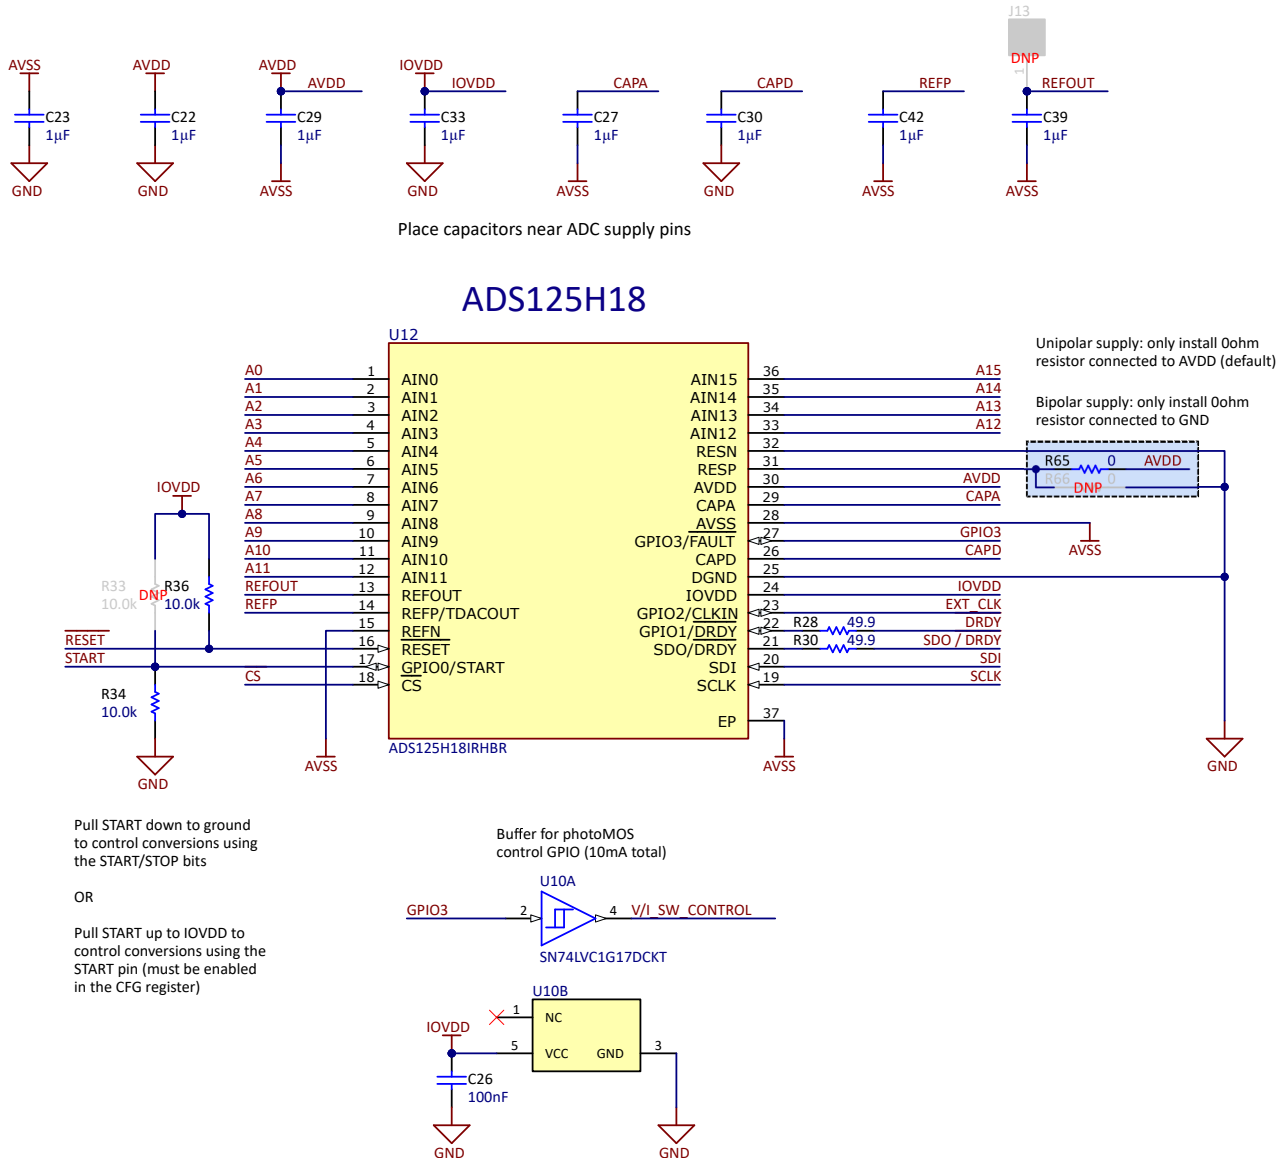 J13
DNP
1
AVSS
C23
1µF
GND
AVDD
C22
1µF
GND
AVDD
AVDD
C29
1µF
AVSS
IOVDD
IOVDD
C33
1µF
GND
CAPA
C27
1µF
AVSS
CAPD
C30
1µF
GND
REFP
C42
1µF
AVSS
REFOUT
C39
1µF
AVSS
Place capacitors near ADC supply pins
ADS125H18
U12
A0 1 AIN0
A1 2 AIN1
A2 3 AIN2
A3 4 AIN3
A4 5 AIN4
A5 6 AIN5
A6 7 AIN6
A7 8 AIN7
A8 9 AIN8
A9 10 AIN9
A10 11 AIN10
A11 12 AIN11
REFOUT 13 REFOUT
REFP 14 REFP/TDACOUT
15 REFN
RESET 16 RESET
START 17 GPIO0/START
CS 18 CS
AIN15 36 A15
AIN14 35 A14
AIN13 34 A13
AIN12 33 A12
RESN 32
RESP 31
AVDD 30 AVDD
CAPA 29 CAPA
AVSS 28
GPIO3/FAULT 27 GPIO3
CAPD 26 CAPD
DGND 25
IOVDD 24 IOVDD
GPIO2/CLKIN 23 EXT_CLK
GPIO1/DRDY 22 R28 49.9 DRDY
SDO/DRDY 21 R30 49.9 SDO / DRDY
SDI 20 SDI
SCLK 19 SCLK
EP 37
ADS125H18IRHBR
AVSS
AVSS
AVSS
GND
Unipolar supply: only install 0ohm
resistor connected to AVDD (default)
Bipolar supply: only install 0ohm
resistor connected to GND
R65 0 AVDD
R66 0
DNP
IOVDD
R33
10.0k
DNP
R36
10.0k
R34
10.0k
GND
Pull START down to ground
to control conversions using
the START/STOP bits
OR
Pull START up to IOVDD to
control conversions using the
START pin (must be enabled
in the CFG register)
Buffer for photoMOS
control GPIO (10mA total)
U10A
GPIO3 2 4 V/I_SW_CONTROL
SN74LVC1G17DCKT
U10B
1 NC
IOVDD
5 VCC GND 3
C26
100nF
GND
GND